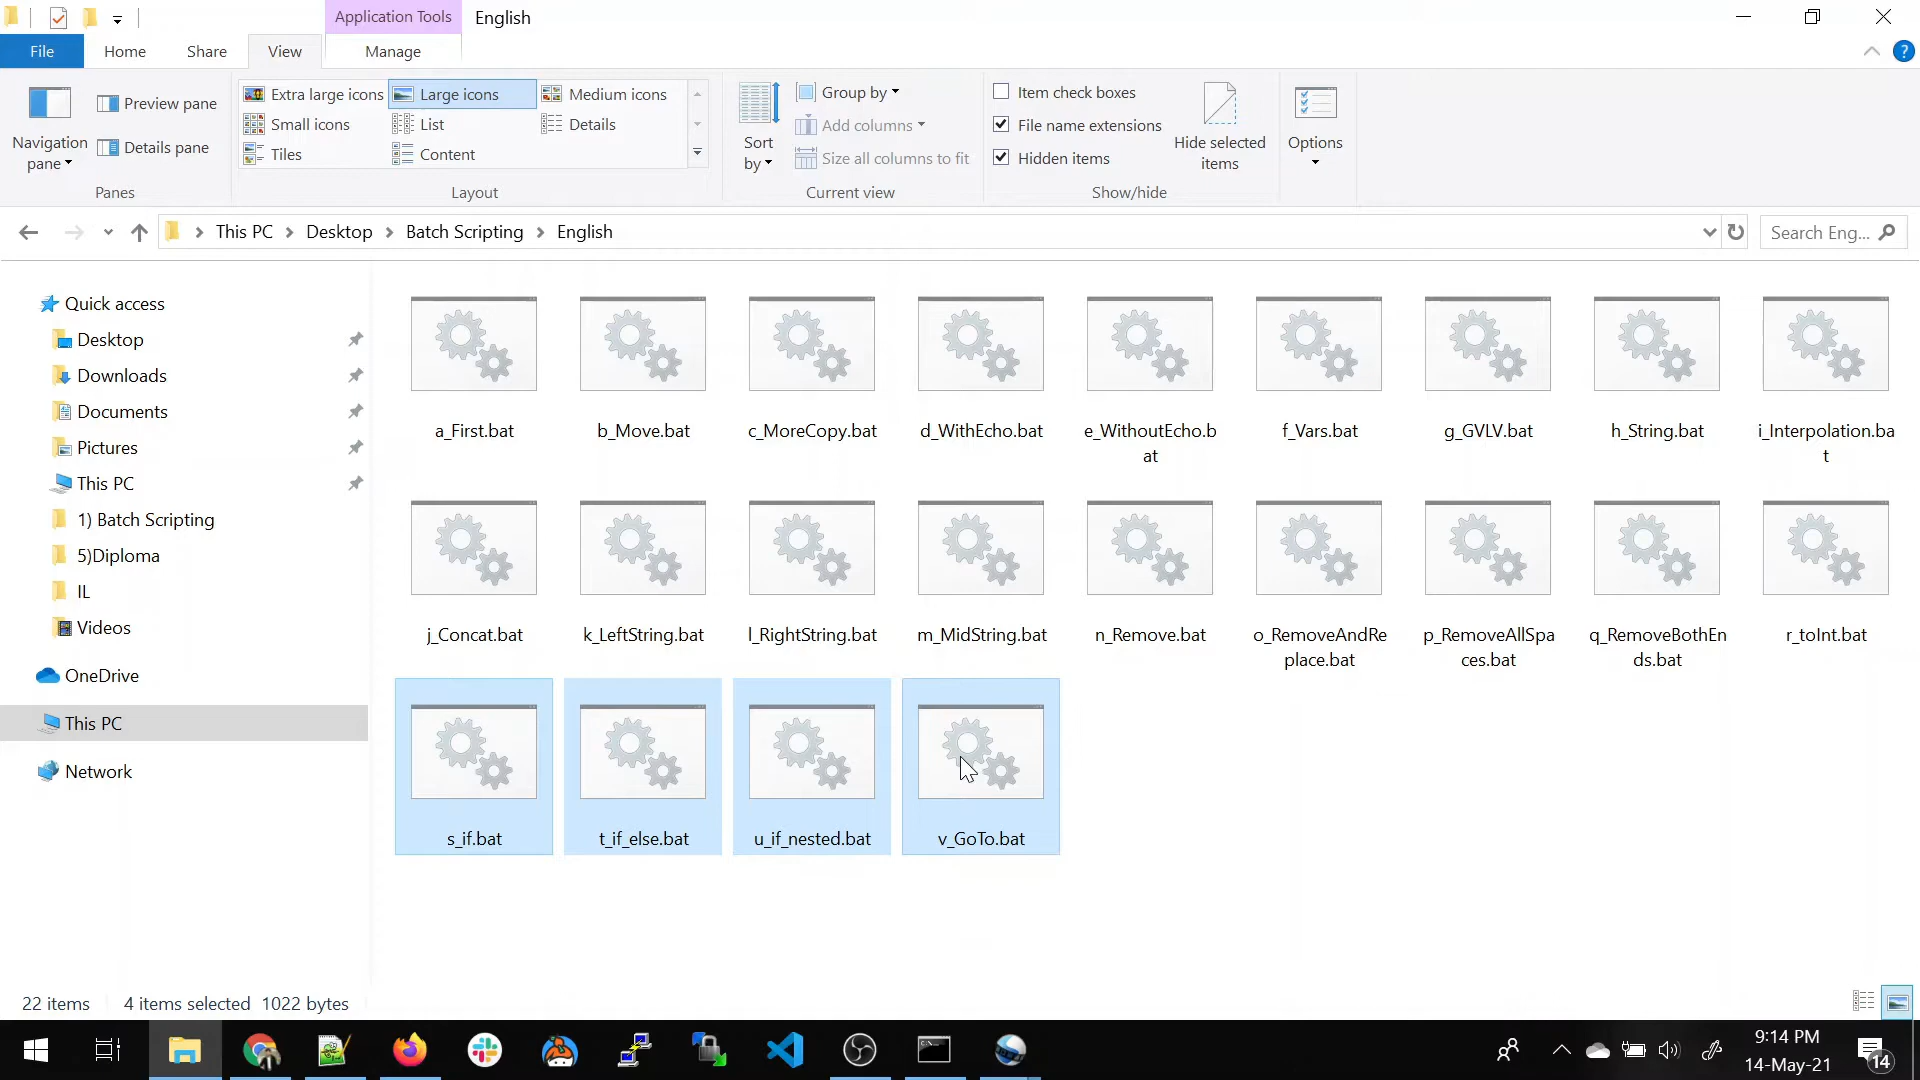 Application Tools
English
File
Home
Share
View
Manage
Navigation
pane
Preview pane
Details pane
Panes
Extra large icons
Large icons
Medium icons
Small icons
List
Details
Tiles
Content
Layout
Sort
by
Group by
Add columns
Size all columns to fit
Current view
Item check boxes
File name extensions
Hidden items
Hide selected
items
Show/hide
Options
This PC
Desktop
Batch Scripting
English
Search Eng...
Quick access
Desktop
Downloads
Documents
Pictures
This PC
1) Batch Scripting
5)Diploma
IL
Videos
OneDrive
This PC
Network
a_First.bat
b_Move.bat
c_MoreCopy.bat
d_WithEcho.bat
e_WithoutEcho.b
at
f_Vars.bat
g_GVLV.bat
h_String.bat
i_Interpolation.ba
t
j_Concat.bat
k_LeftString.bat
l_RightString.bat
m_MidString.bat
n_Remove.bat
o_RemoveAndRe
place.bat
p_RemoveAllSpa
ces.bat
q_RemoveBothEn
ds.bat
r_toInt.bat
s_if.bat
t_if_else.bat
u_if_nested.bat
v_GoTo.bat
22 items
4 items selected 1022 bytes
9:14 PM
14-May-21
14